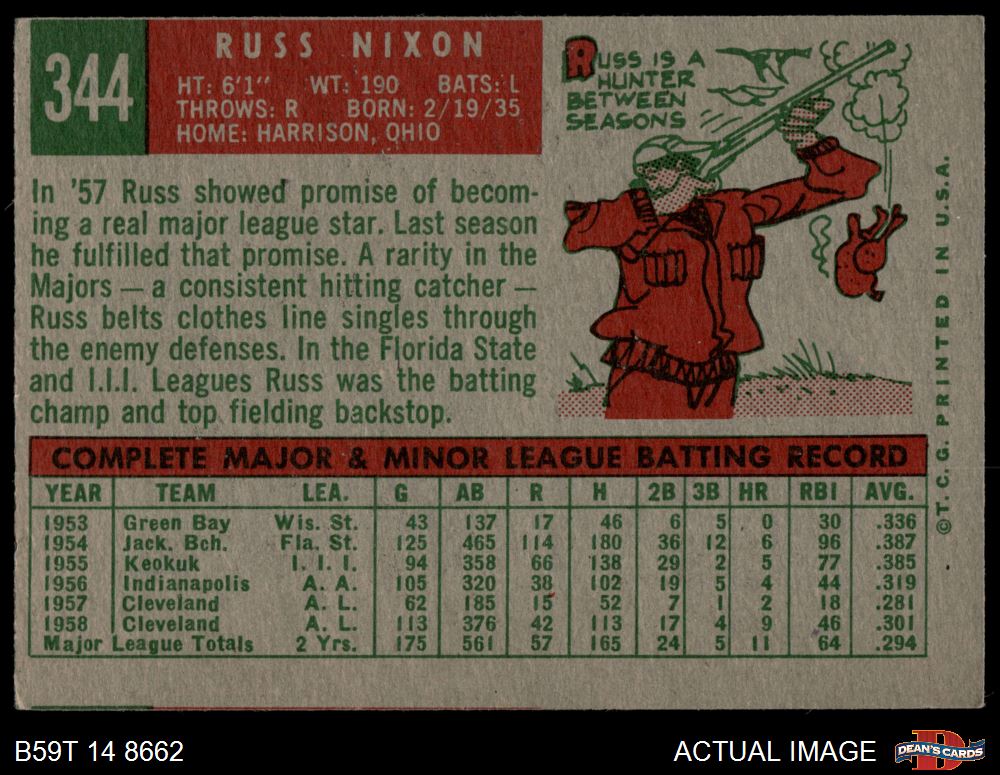 344
RUSS NIXON
HT: 6'1" WT: 190 BATS: L
THROWS: R BORN: 2/19/35
HOME: HARRISON, OHIO
RUSS IS A
HUNTER
BETWEEN
SEASONS
In '57 Russ showed promise of becom-
ing a real major league star. Last season
he fulfilled that promise. A rarity in the
Majors — a consistent hitting catcher —
Russ belts clothes line singles through
the enemy defenses. In the Florida State
and I.I.I. Leagues Russ was the batting
champ and top fielding backstop.
©T. C. G. PRINTED IN U.S.A.
COMPLETE MAJOR & MINOR LEAGUE BATTING RECORD
YEAR TEAM LEA. G AB R H 2B 3B HR RBI AVG.
1953 Green Bay Wis. St. 43 137 17 46 6 5 0 30 .336
1954 Jack. Bch. Fla. St. 125 465 114 180 36 12 6 96 .387
1955 Keokuk I. I. I. 94 358 66 138 29 2 5 77 .385
1956 Indianapolis A. A. 105 320 38 102 19 5 4 44 .319
1957 Cleveland A. L. 62 185 15 52 7 1 2 18 .281
1958 Cleveland A. L. 113 376 42 113 17 4 9 46 .301
Major League Totals 2 Yrs. 175 561 57 165 24 5 11 64 .294
B59T 14 8662
ACTUAL IMAGE
D
DEAN'S CARDS